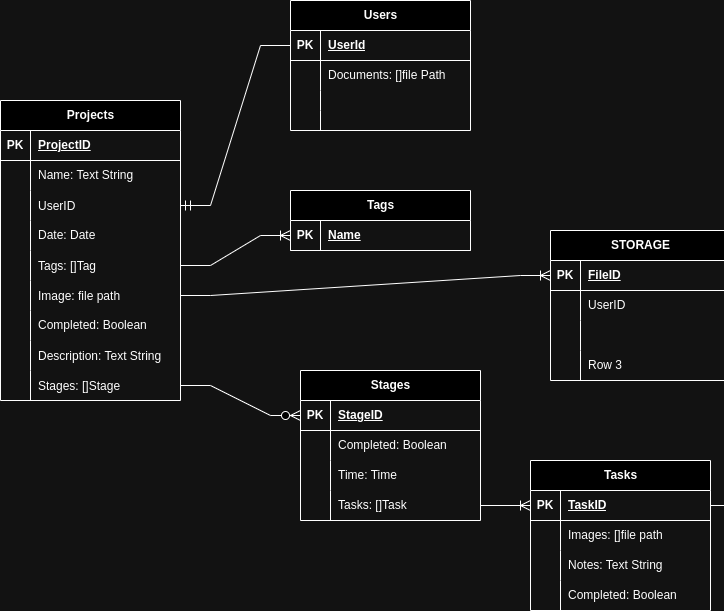 Users
PK UserId
Documents: []file Path
Projects
PK ProjectID
Name: Text String
UserID
Date: Date
Tags: []Tag
Image: file path
Completed: Boolean
Description: Text String
Stages: []Stage
Tags
PK Name
STORAGE
PK FileID
UserID
Row 3
Stages
PK StageID
Completed: Boolean
Time: Time
Tasks: []Task
Tasks
PK TaskID
Images: []file path
Notes: Text String
Completed: Boolean